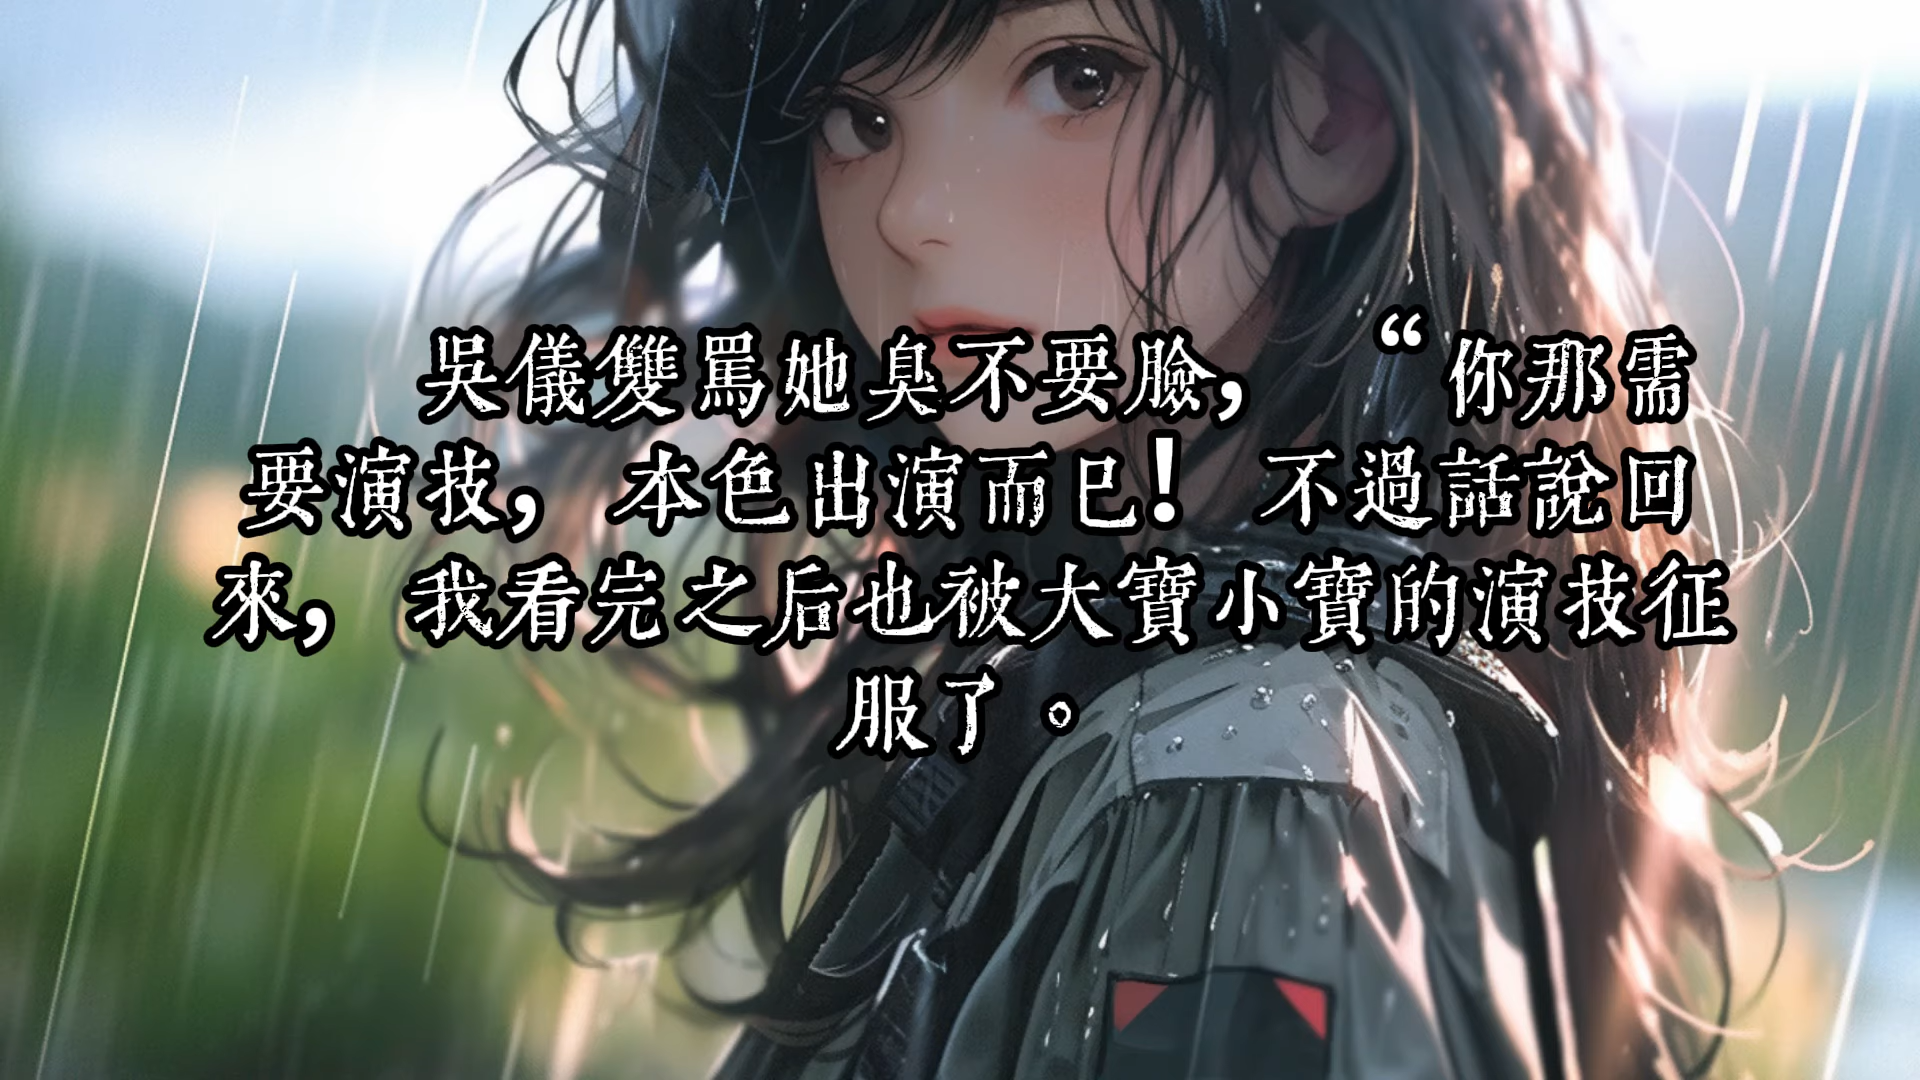 吳儀雙罵她臭不要臉，“你那需
要演技，本色出演而已！不過話說回
來，我看完之后也被大寶小寶的演技征
服了。